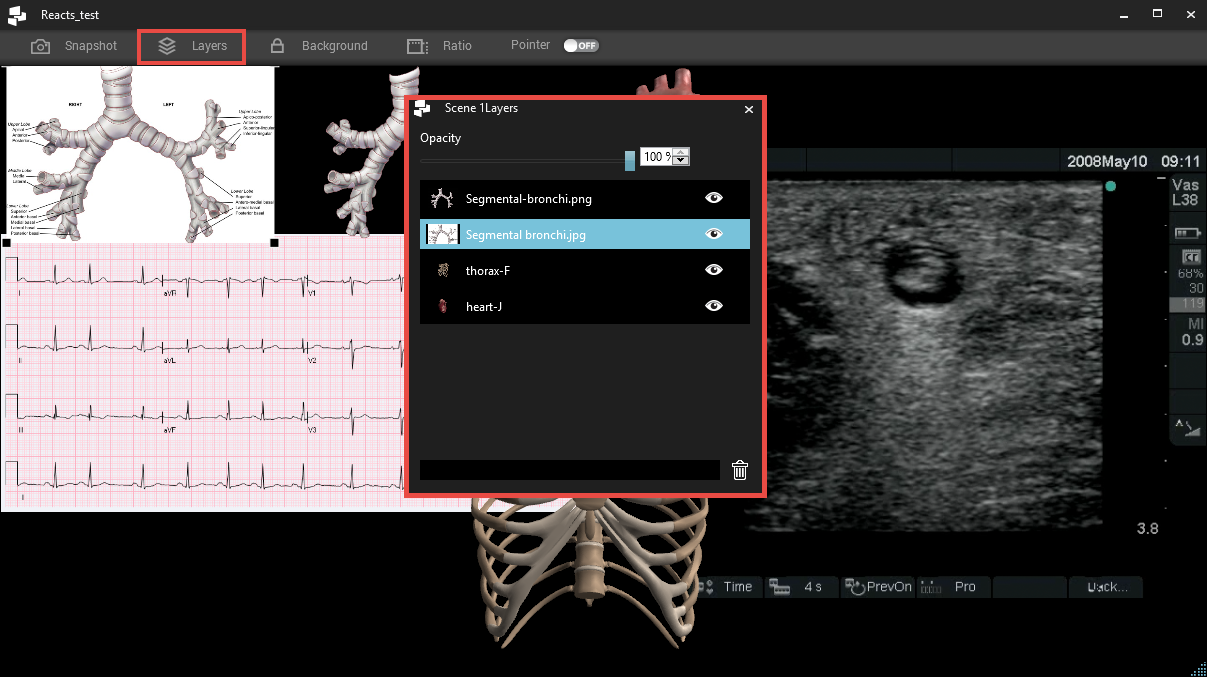 Reacts_test
Snapshot
Layers
Background
Ratio
Pointer
OFF
RIGHT
LEFT
Upper Lobe
Apical
Anterior
Posterior
Middle Lobe
Lateral
Lower Lobe
Superior
Anterior basal
Medial basal
Lateral basal
Posterior basal
Upper Lobe
Apico-posterior
Anterior
Superior-lingular
Inferior-lingular
Lower Lobe
Superior
Antero-medial basal
Lateral basal
Posterior basal
Scene 1Layers
Opacity
100 %
Segmental-bronchi.png
Segmental bronchi.jpg
thorax-F
heart-J
I
aVR
V1
II
aVL
V2
III
aVF
V3
2008May10 09:11
Vas
L38
68%
30
119
MI
0.9
A
3.8
Time
4 s
PrevOn
Pro